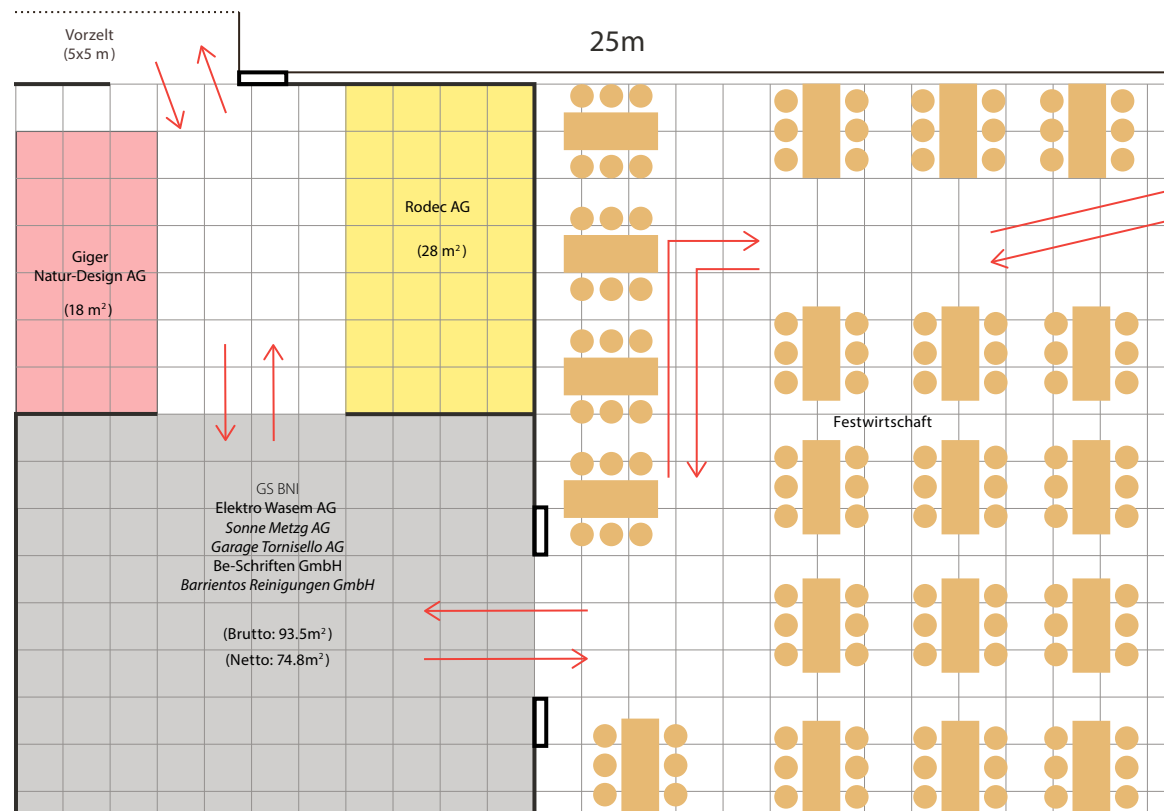 Vorzelt
(5x5 m)
25m
Rodec AG
(28 m²)
Giger
Natur-Design AG
(18 m²)
Festwirtschaft
GS BNI
Elektro Wasem AG
Sonne Metzg AG
Garage Tornisello AG
Be-Schriften GmbH
Barrientos Reinigungen GmbH
(Brutto: 93.5m²)
(Netto: 74.8m²)